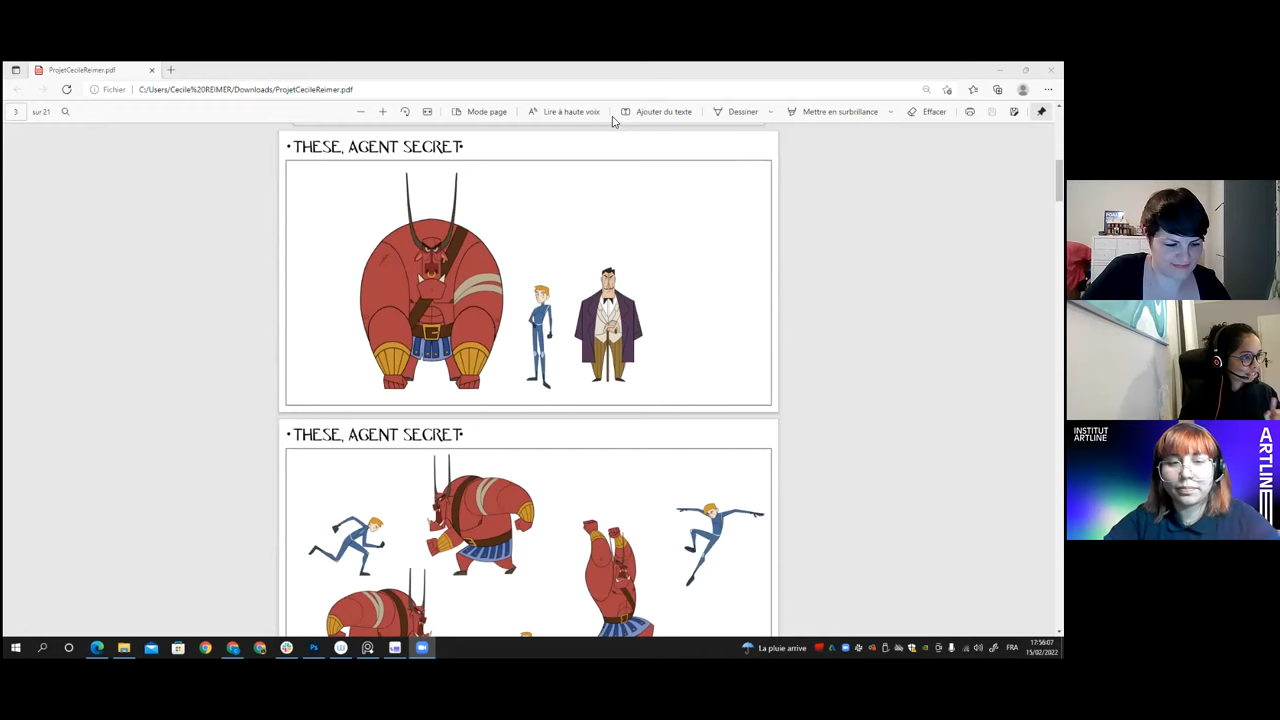 ProjetCecileReimer.pdf
Fichier
C:/Users/Cecile%20REIMER/Downloads/ProjetCecileReimer.pdf
3 sur 21
Mode page
Lire à haute voix
Ajouter du texte
Dessiner
Mettre en surbrillance
Effacer
•THESE, AGENT SECRET•
•THESE, AGENT SECRET•
INSTITUT
ARTLINE
ARTLINE
La pluie arrive
FRA
17:56:07
15/02/2022